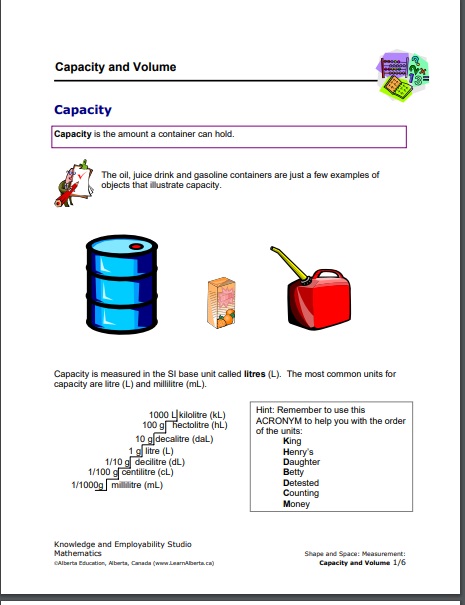 Capacity and Volume
Capacity
Capacity is the amount a container can hold.
The oil, juice drink and gasoline containers are just a few examples of
objects that illustrate capacity.
Capacity is measured in the SI base unit called litres (L). The most common units for
capacity are litre (L) and millilitre (mL).
1000 L kilolitre (kL)
100 g hectolitre (hL)
10 g decalitre (daL)
1 g litre (L)
1/10 g decilitre (dL)
1/100 g centilitre (cL)
1/1000g millilitre (mL)
Hint: Remember to use this
ACRONYM to help you with the order
of the units:
King
Henry's
Daughter
Betty
Detested
Counting
Money
Knowledge and Employability Studio
Mathematics
©Alberta Education, Alberta, Canada (www.LearnAlberta.ca)
Shape and Space: Measurement:
Capacity and Volume 1/6